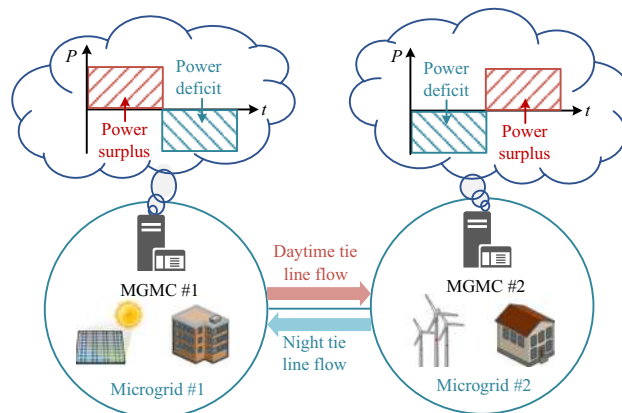 P
Power
deficit
t
Power
surplus
P
Power
deficit
t
Power
surplus
MGMC #1
Daytime tie
line flow
MGMC #2
Night tie
line flow
Microgrid #1
Microgrid #2